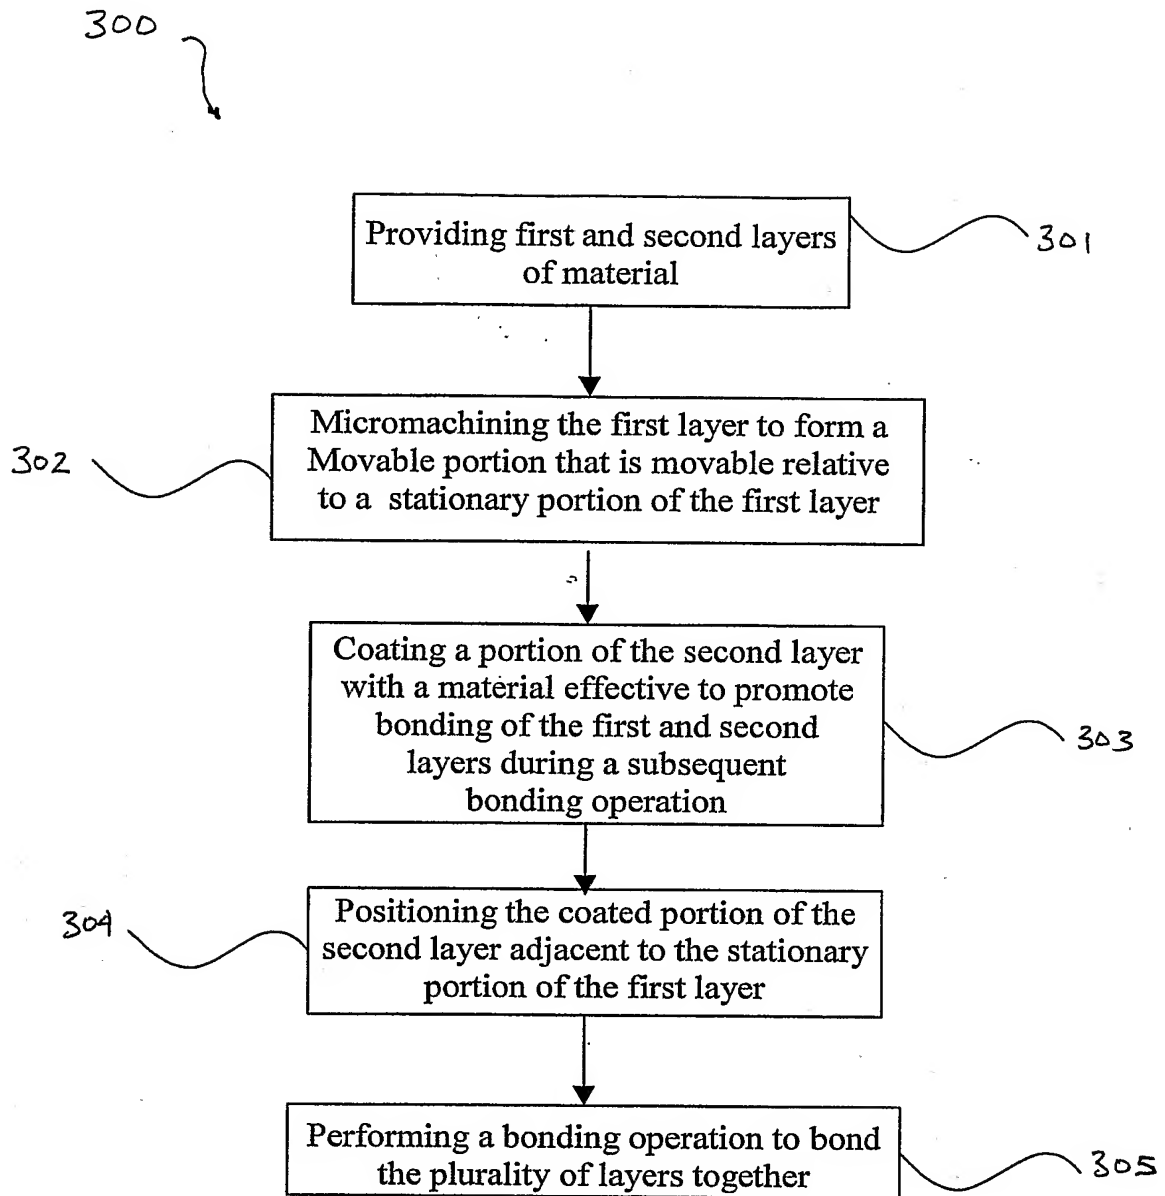 300
Providing first and second layers
of material
301
Micromachining the first layer to form a
Movable portion that is movable relative
to a stationary portion of the first layer
302
Coating a portion of the second layer
with a material effective to promote
bonding of the first and second
layers during a subsequent
bonding operation
303
Positioning the coated portion of the
second layer adjacent to the stationary
portion of the first layer
304
Performing a bonding operation to bond
the plurality of layers together
305